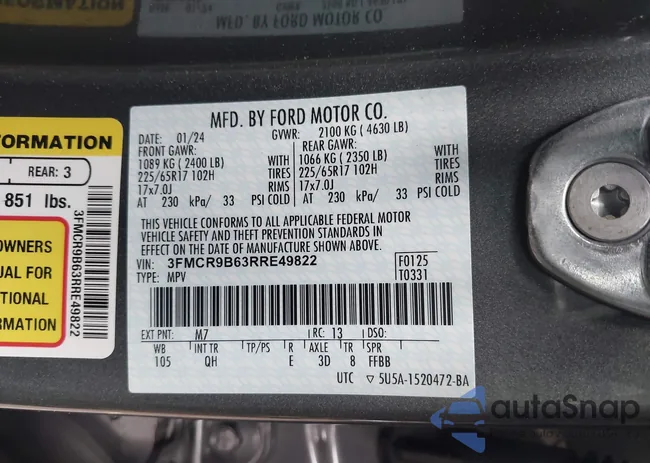 MFD. BY FORD MOTOR CO.
DATE: 01/24 GVWR: 2100 KG ( 4630 LB)
FRONT GAWR: REAR GAWR:
1089 KG ( 2400 LB) WITH 1066 KG ( 2350 LB) WITH
225/65R17 102H TIRES 225/65R17 102H TIRES
17x7.0J RIMS 17x7.0J RIMS
AT 230 kPa/ 33 PSI COLD AT 230 kPa/ 33 PSI COLD
THIS VEHICLE CONFORMS TO ALL APPLICABLE FEDERAL MOTOR
VEHICLE SAFETY AND THEFT PREVENTION STANDARDS IN
EFFECT ON THE DATE OF MANUFACTURE SHOWN ABOVE.
VIN: 3FMCR9B63RRE49822 F0125
TYPE: MPV T0331
EXT PNT: M7 RC: 13 DSO:
WB INT TR TP/PS R AXLE TR SPR
105 QH E 3D 8 FFBB
UTC 5U5A-1520472-BA
FORMATION
REAR: 3
851 lbs.
OWNERS
UAL FOR
TIONAL
RMATION
3FMCR9B63RRE49822
autoSnap